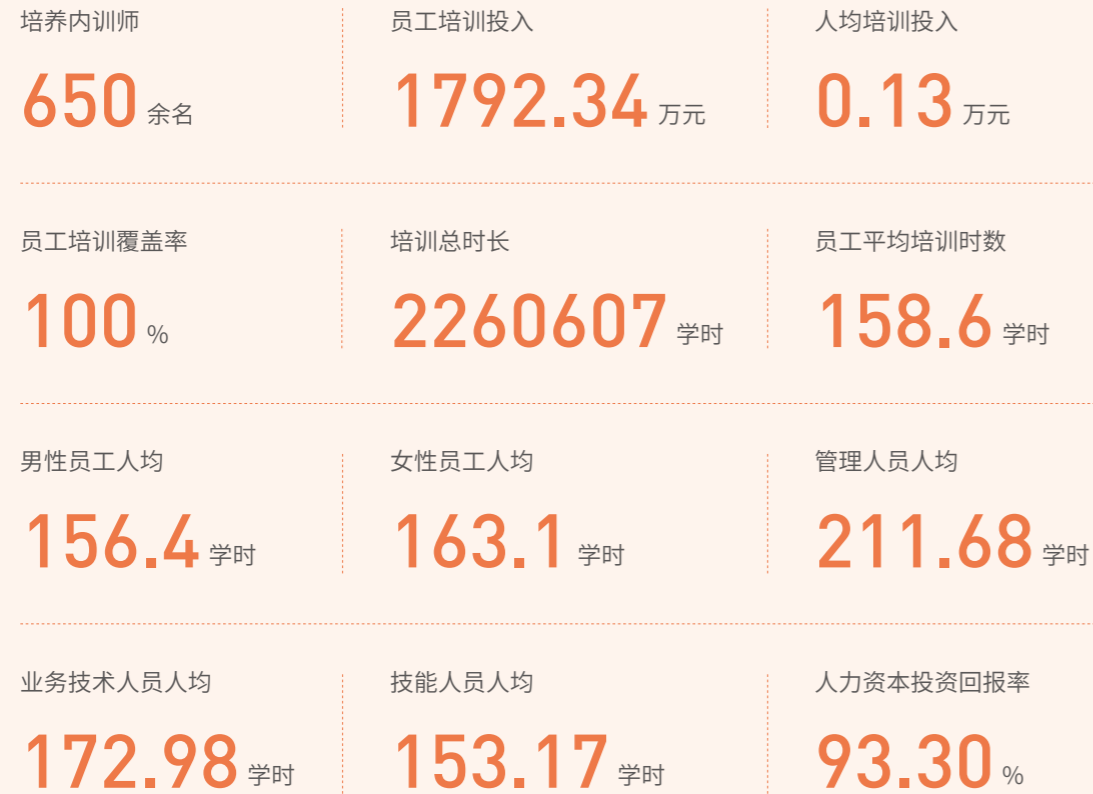 培养内训师
员工培训投入
人均培训投入
650 余名
1792.34 万元
0.13 万元
员工培训覆盖率
培训总时长
员工平均培训时数
100 %
2260607 学时
158.6 学时
男性员工人均
女性员工人均
管理人员人均
156.4 学时
163.1 学时
211.68 学时
业务技术人员人均
技能人员人均
人力资本投资回报率
172.98 学时
153.17 学时
93.30 %